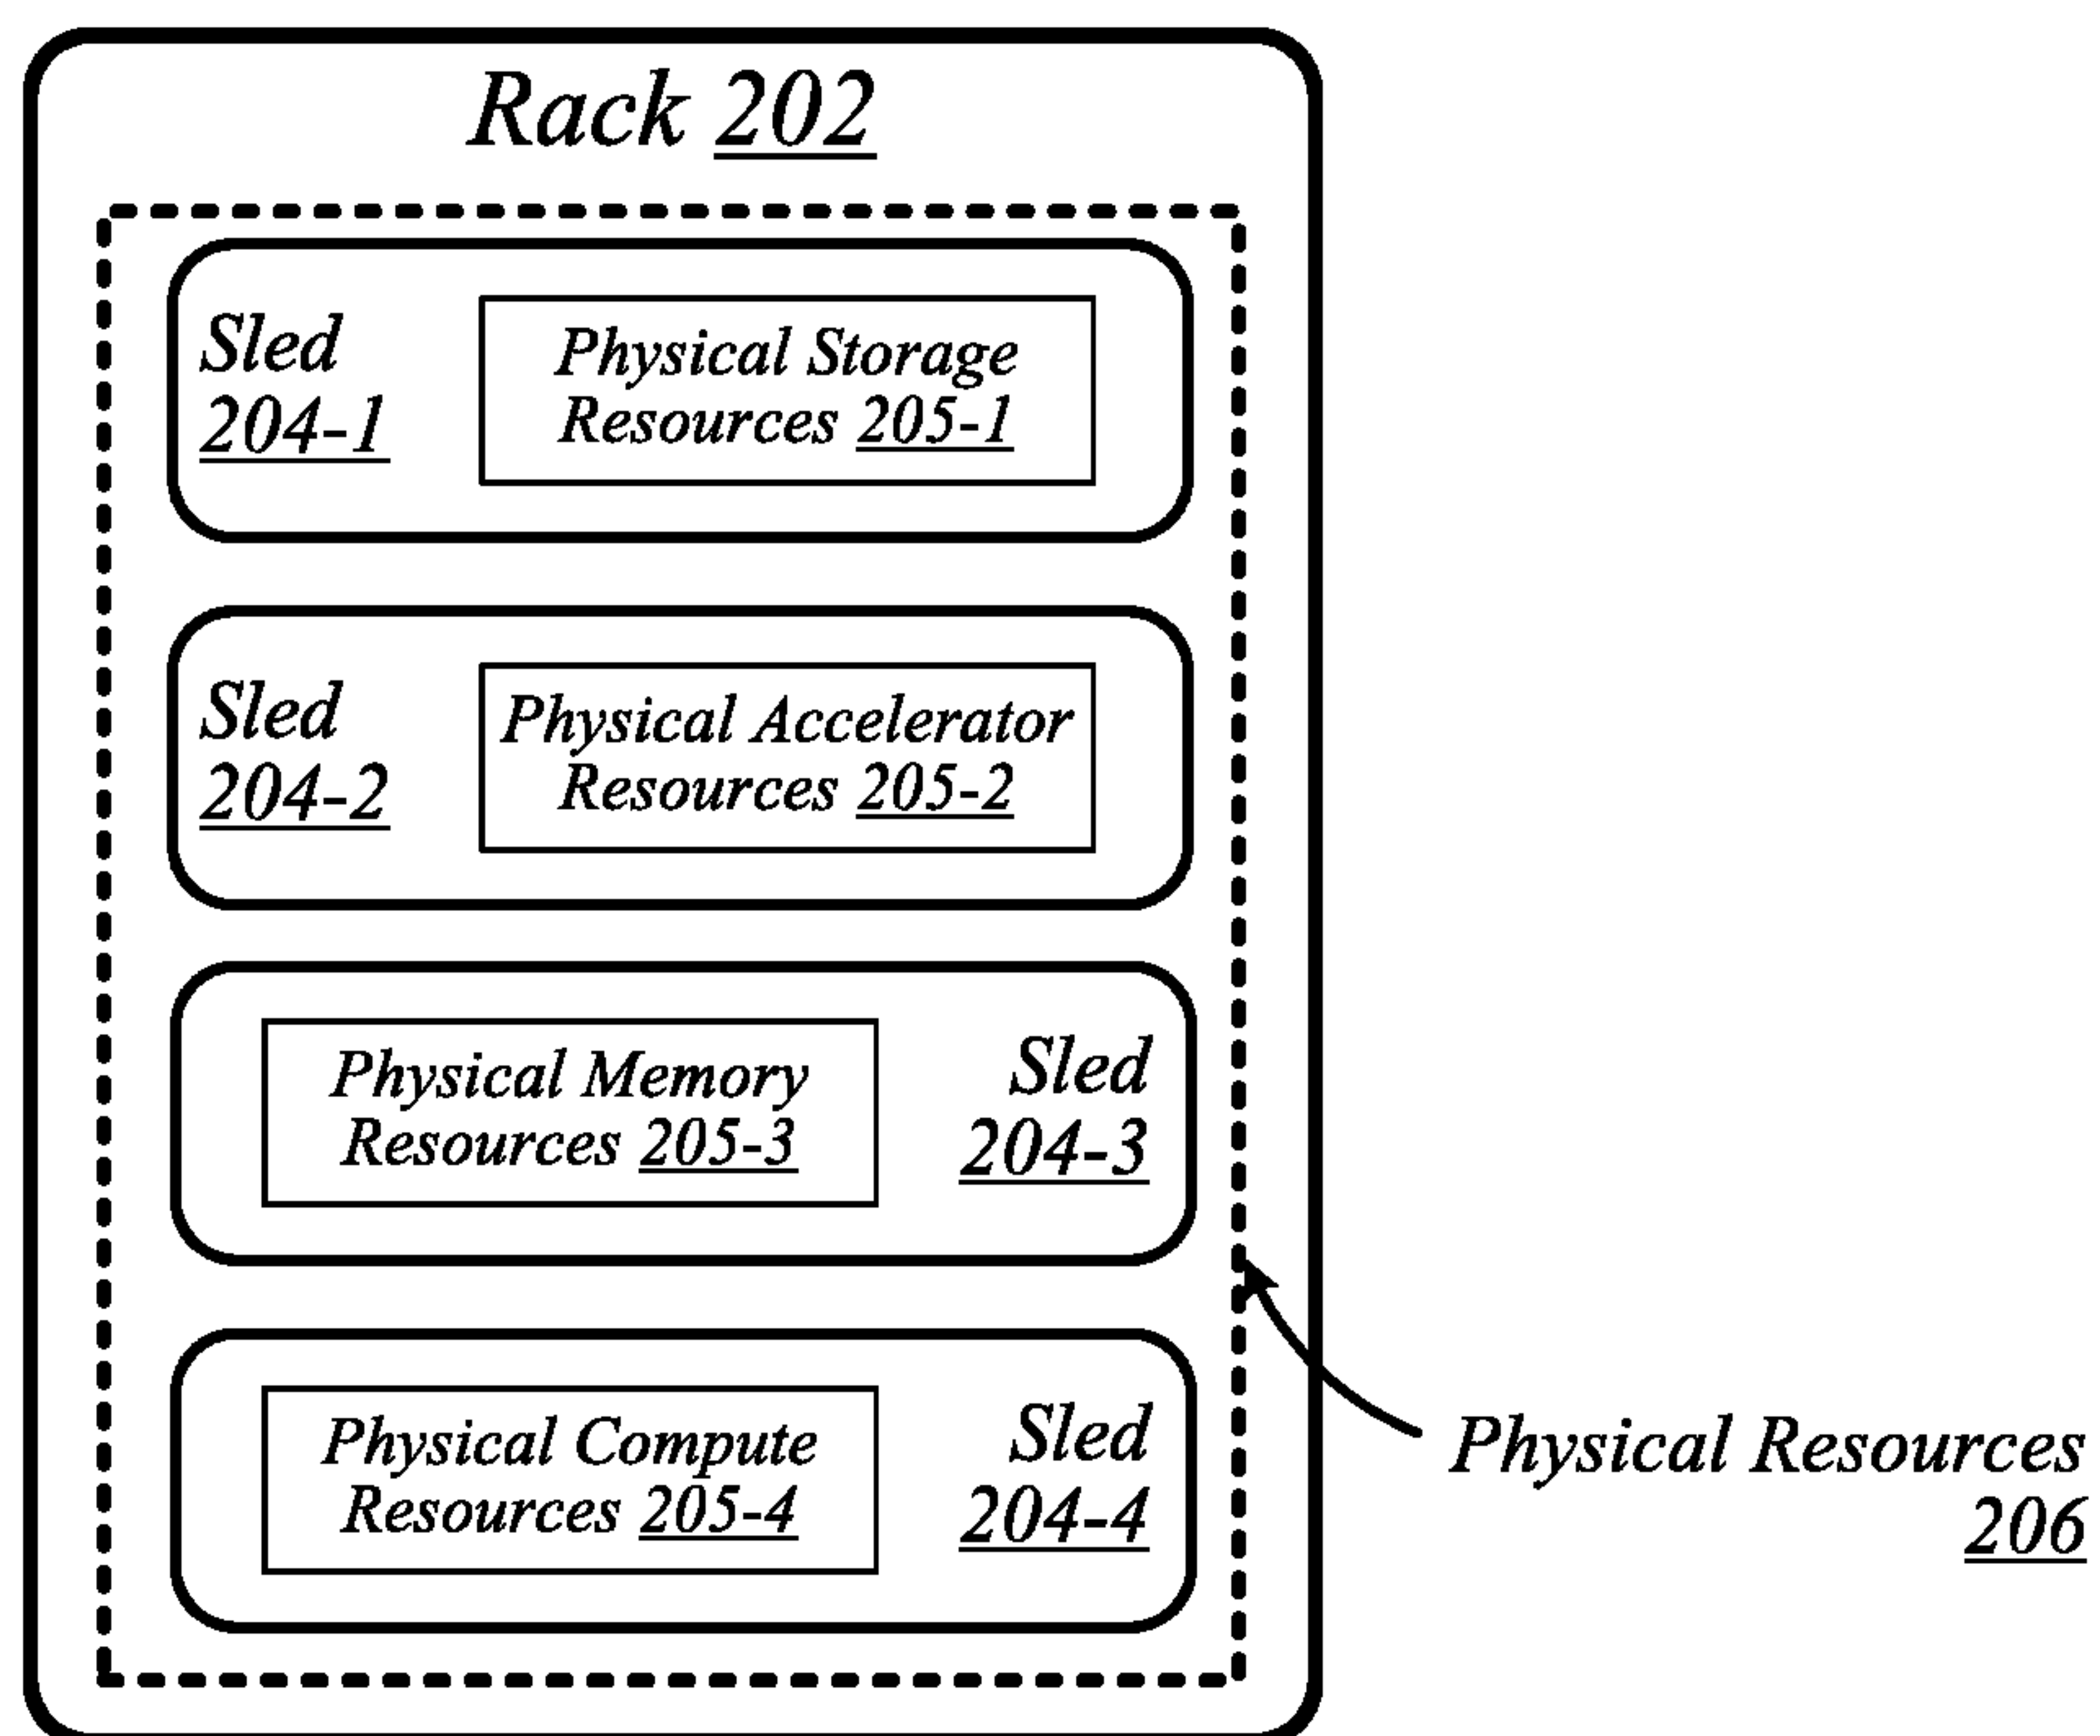 Rack 202
Sled
204-1
Physical Storage
Resources 205-1
Sled
204-2
Physical Accelerator
Resources 205-2
Physical Memory
Resources 205-3
Sled
204-3
Physical Compute
Resources 205-4
Sled
204-4
Physical Resources
206